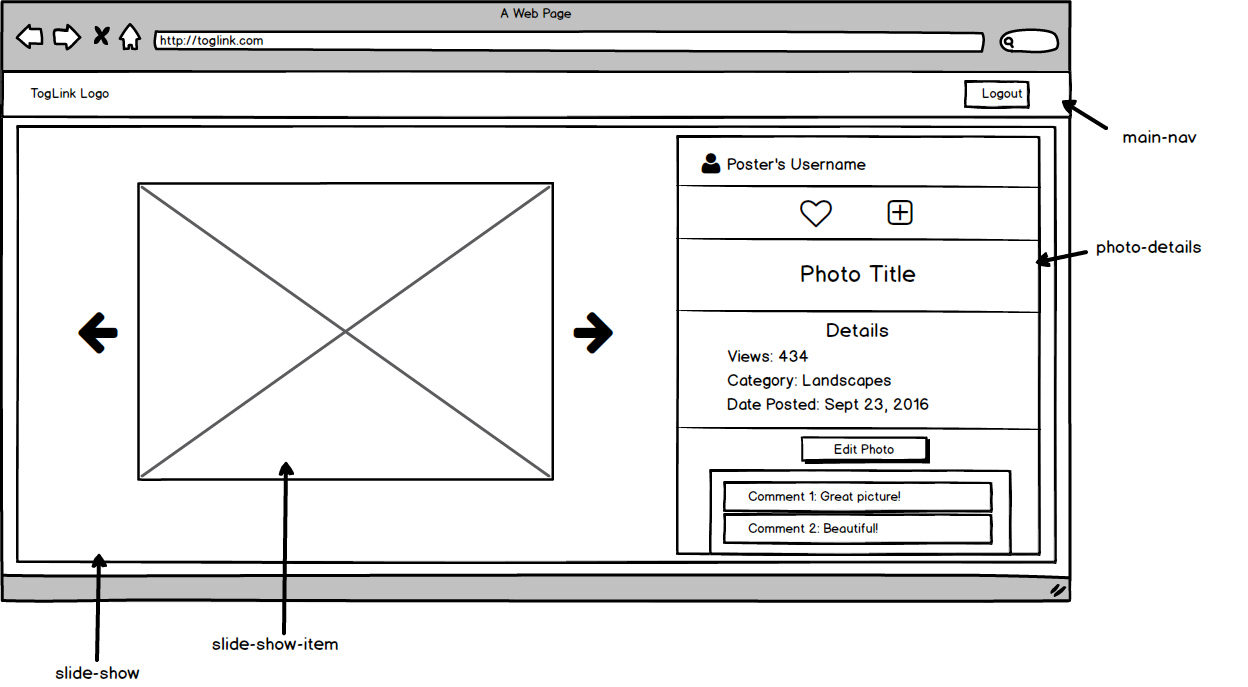 A Web Page
http://toglink.com
TogLink Logo
Logout
main-nav
Poster's Username
photo-details
Photo Title
Details
Views: 434
Category: Landscapes
Date Posted: Sept 23, 2016
Edit Photo
Comment 1: Great picture!
Comment 2: Beautiful!
slide-show-item
slide-show